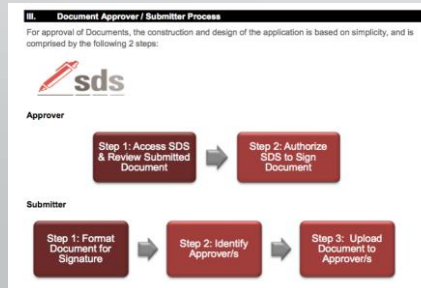 III. Document Approver / Submitter Process
For approval of Documents, the construction and design of the application is based on simplicity, and is
comprised by the following 2 steps:
sds
Approver
Step 1: Access SDS
& Review Submitted
Document
Step 2: Authorize
SDS to Sign
Document
Submitter
Step 1: Format
Document for
Signature
Step 2: Identify
Approver/s
Step 3: Upload
Document to
Approver/s